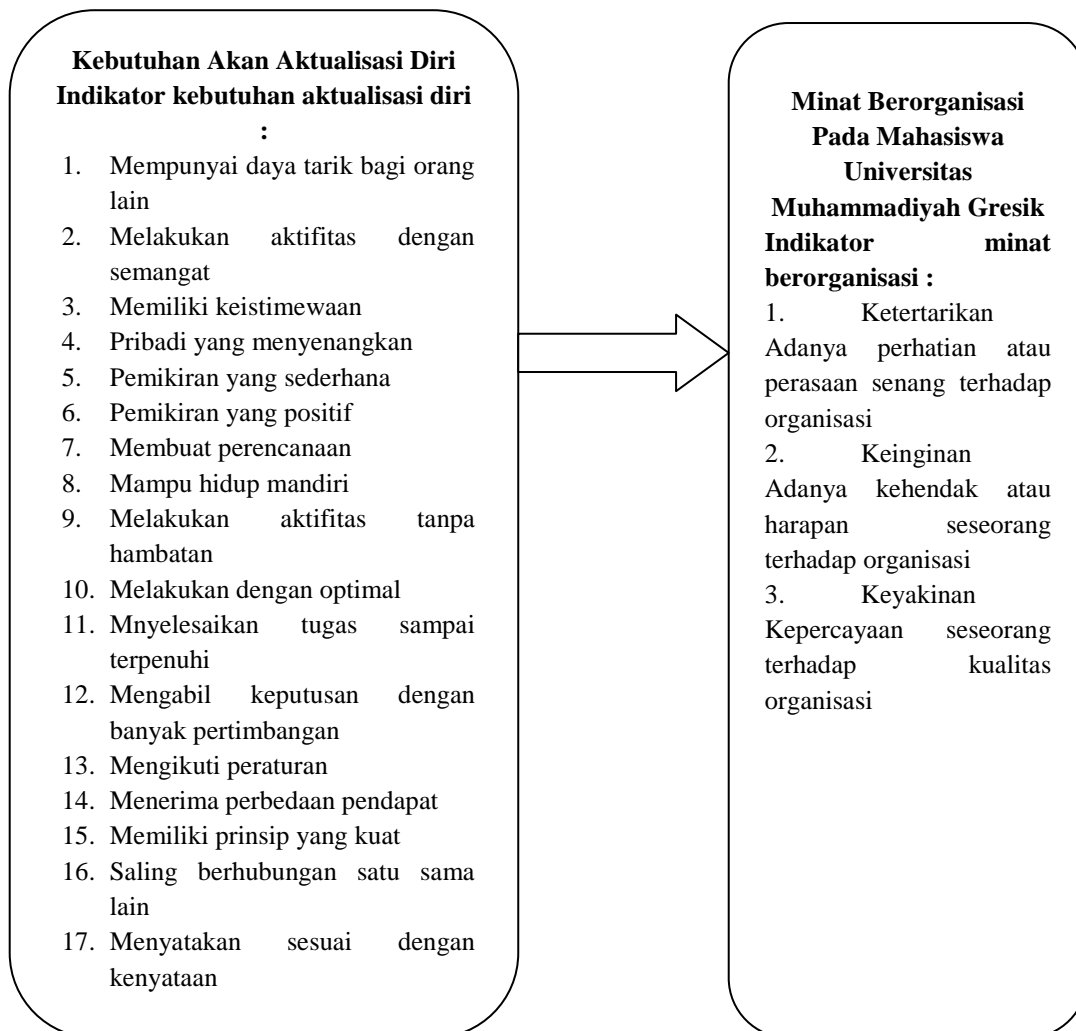 Kebutuhan Akan Aktualisasi Diri
Indikator kebutuhan aktualisasi diri
:
1. Mempunyai daya tarik bagi orang
lain
2. Melakukan aktifitas dengan
semangat
3. Memiliki keistimewaan
4. Pribadi yang menyenangkan
5. Pemikiran yang sederhana
6. Pemikiran yang positif
7. Membuat perencanaan
8. Mampu hidup mandiri
9. Melakukan aktifitas tanpa
hambatan
10. Melakukan dengan optimal
11. Mnyelesaikan tugas sampai
terpenuhi
12. Mengabil keputusan dengan
banyak pertimbangan
13. Mengikuti peraturan
14. Menerima perbedaan pendapat
15. Memiliki prinsip yang kuat
16. Saling berhubungan satu sama
lain
17. Menyatakan sesuai dengan
kenyataan
Minat Berorganisasi
Pada Mahasiswa
Universitas
Muhammadiyah Gresik
Indikator minat
berorganisasi :
1. Ketertarikan
Adanya perhatian atau
perasaan senang terhadap
organisasi
2. Keinginan
Adanya kehendak atau
harapan seseorang
terhadap organisasi
3. Keyakinan
Kepercayaan seseorang
terhadap kualitas
organisasi